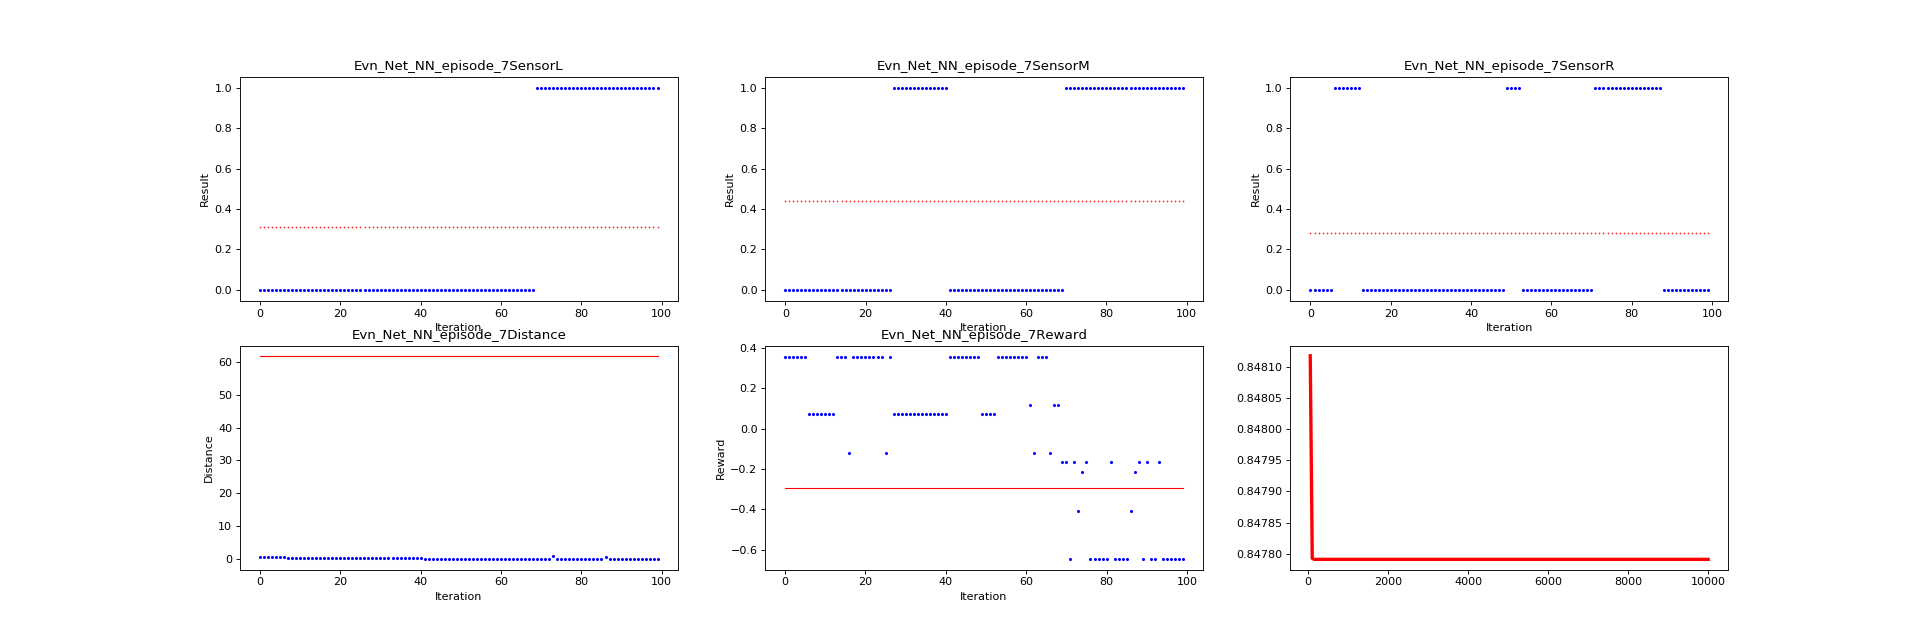 Evn_Net_NN_episode_7SensorL
Evn_Net_NN_episode_7SensorM
Evn_Net_NN_episode_7SensorR
1.0
0.8
0.6
0.4
0.2
0.0
Result
0 20 40 60 80 100
Iteration
1.0
0.8
0.6
0.4
0.2
0.0
Result
0 20 40 60 80 100
Iteration
1.0
0.8
0.6
0.4
0.2
0.0
Result
0 20 40 60 80 100
Iteration
Evn_Net_NN_episode_7Distance
60
50
40
30
20
10
0
Distance
0 20 40 60 80 100
Iteration
Evn_Net_NN_episode_7Reward
0.4
0.2
0.0
−0.2
−0.4
−0.6
Reward
0 20 40 60 80 100
Iteration
0.84810
0.84805
0.84800
0.84795
0.84790
0.84785
0.84780
0 2000 4000 6000 8000 10000